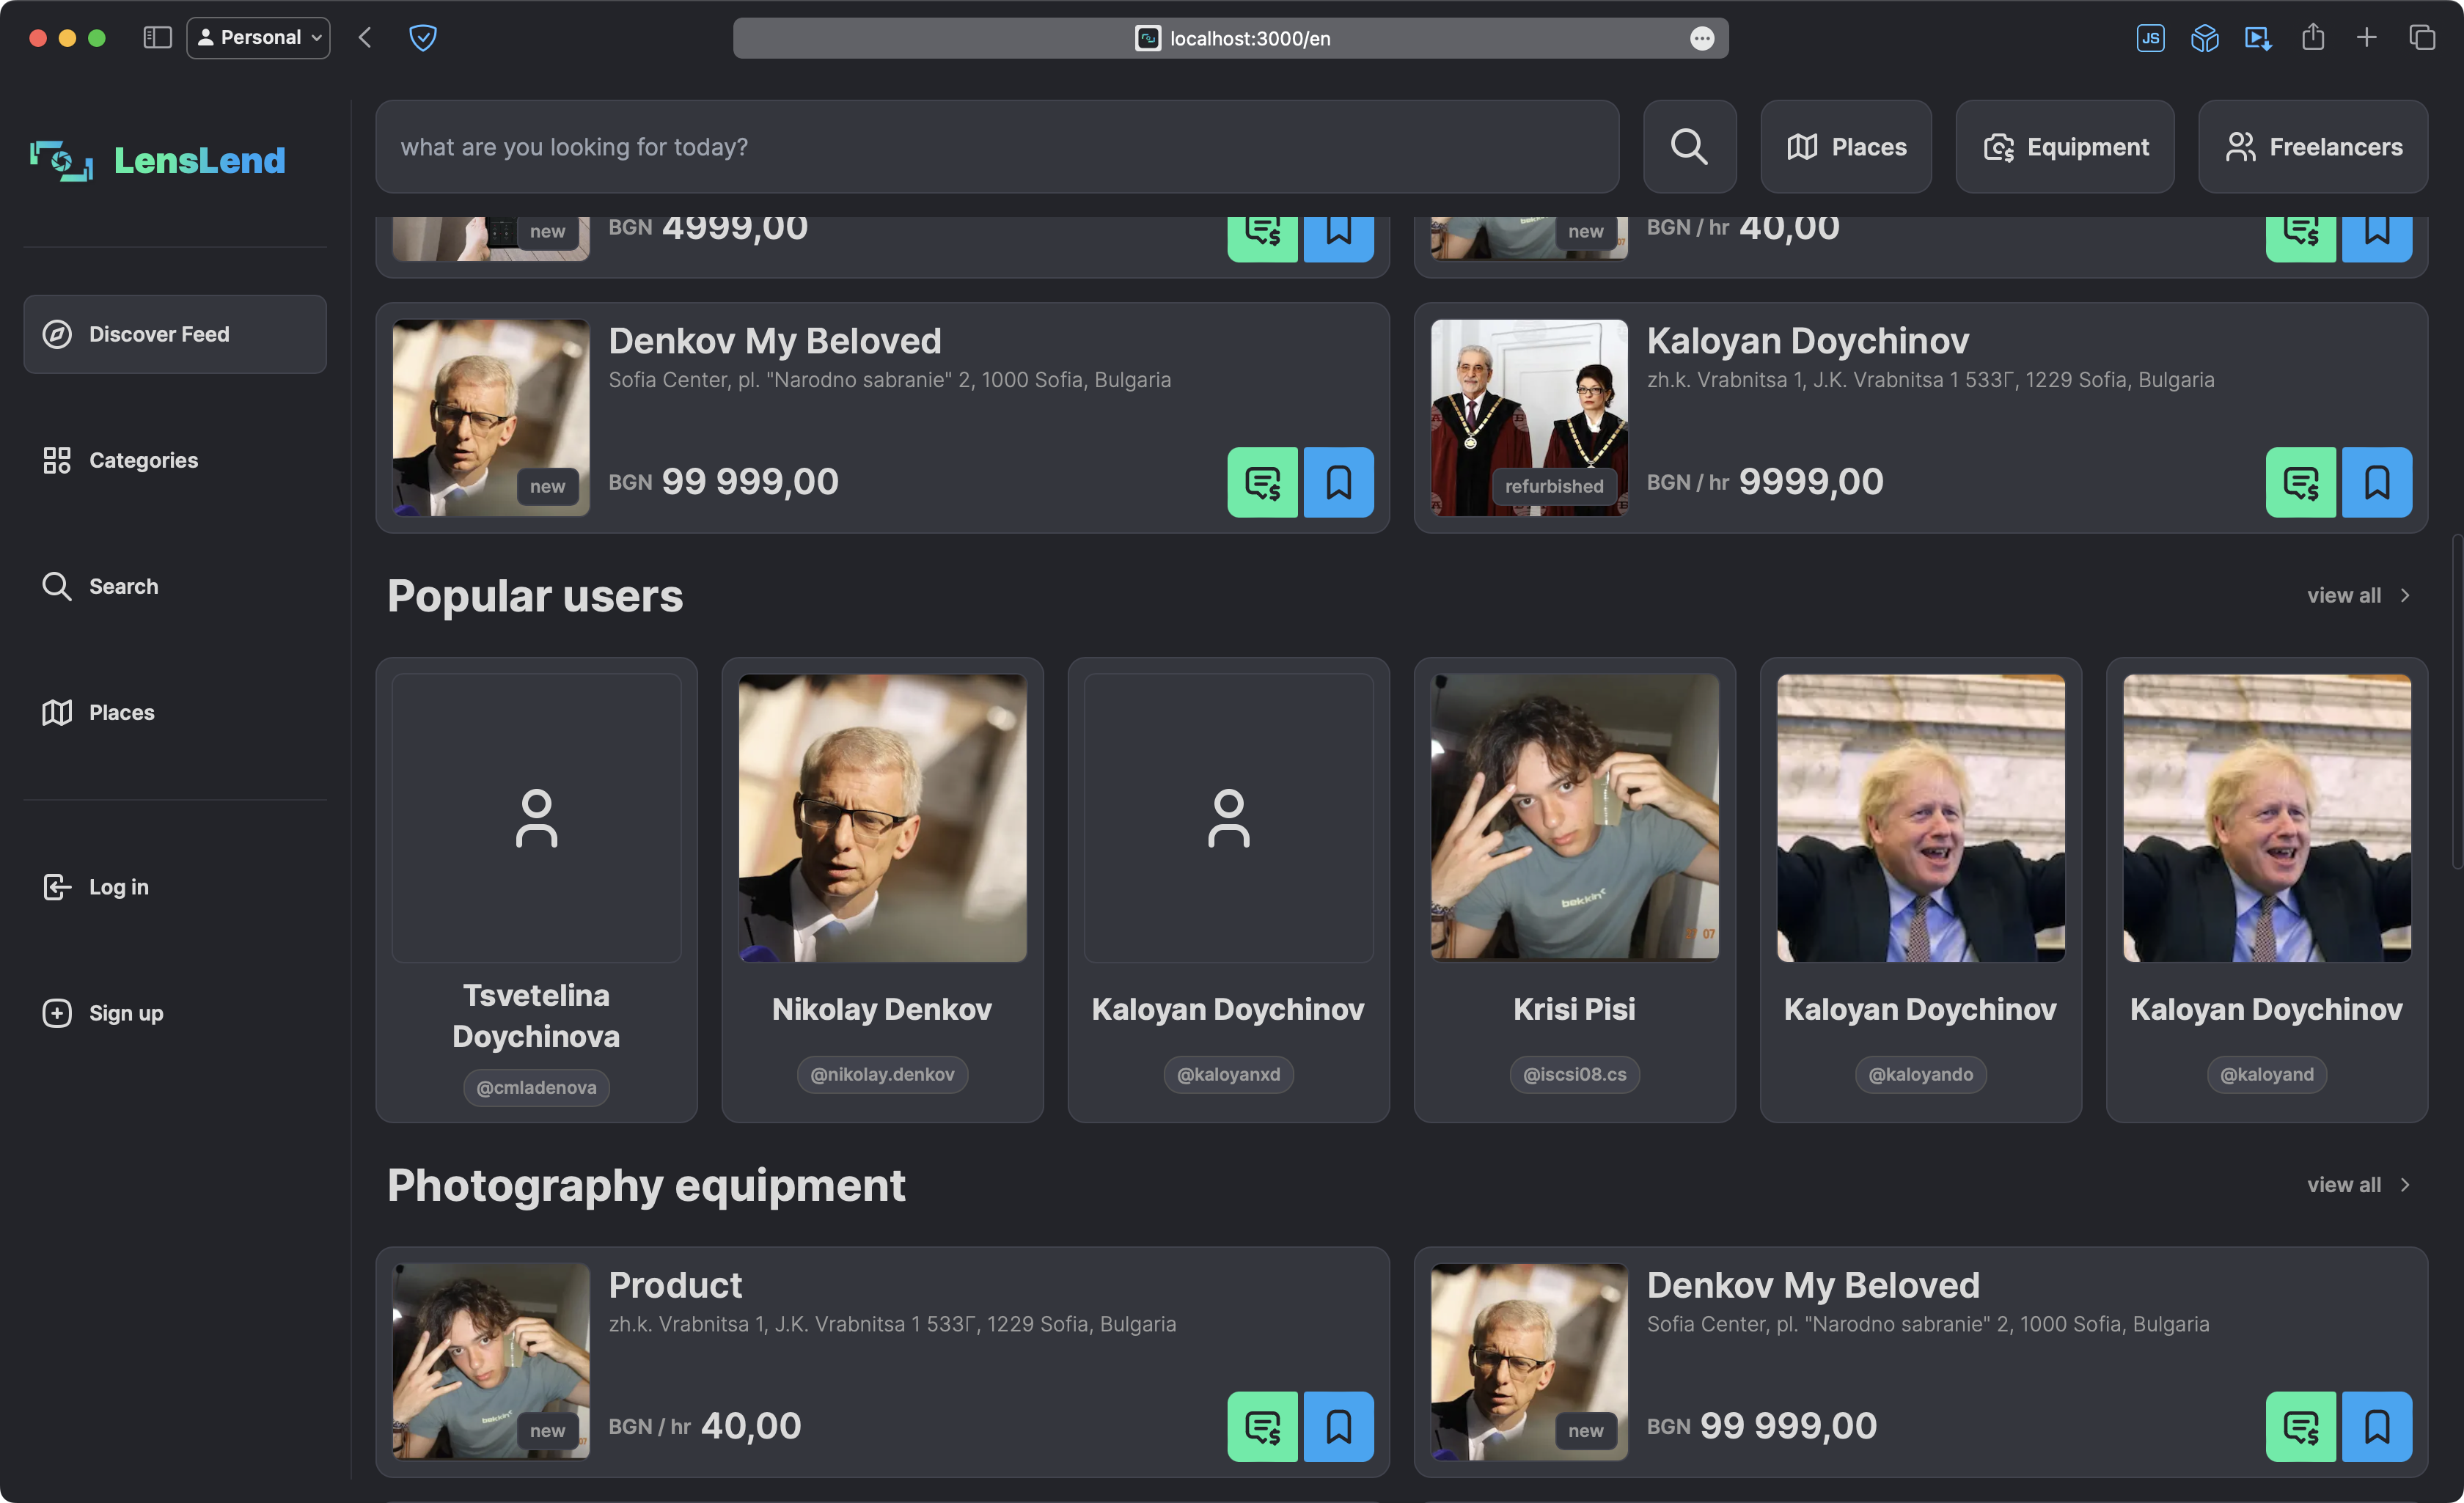 Personal
localhost:3000/en
JS
LensLend
what are you looking for today?
Places
Equipment
Freelancers
new
BGN 4999,00
new
BGN / hr 40,00
Discover Feed
Categories
Search
Places
Log in
Sign up
Denkov My Beloved
Sofia Center, pl. "Narodno sabranie" 2, 1000 Sofia, Bulgaria
new
BGN 99 999,00
Kaloyan Doychinov
zh.k. Vrabnitsa 1, J.K. Vrabnitsa 1 533Г, 1229 Sofia, Bulgaria
refurbished
BGN / hr 9999,00
Popular users
view all
bekkin
07
Tsvetelina
Doychinova
@cmladenova
Nikolay Denkov
@nikolay.denkov
Kaloyan Doychinov
@kaloyanxd
Krisi Pisi
@iscsi08.cs
Kaloyan Doychinov
@kaloyando
Kaloyan Doychinov
@kaloyand
Photography equipment
view all
Product
zh.k. Vrabnitsa 1, J.K. Vrabnitsa 1 533Г, 1229 Sofia, Bulgaria
new
BGN / hr 40,00
Denkov My Beloved
Sofia Center, pl. "Narodno sabranie" 2, 1000 Sofia, Bulgaria
new
BGN 99 999,00